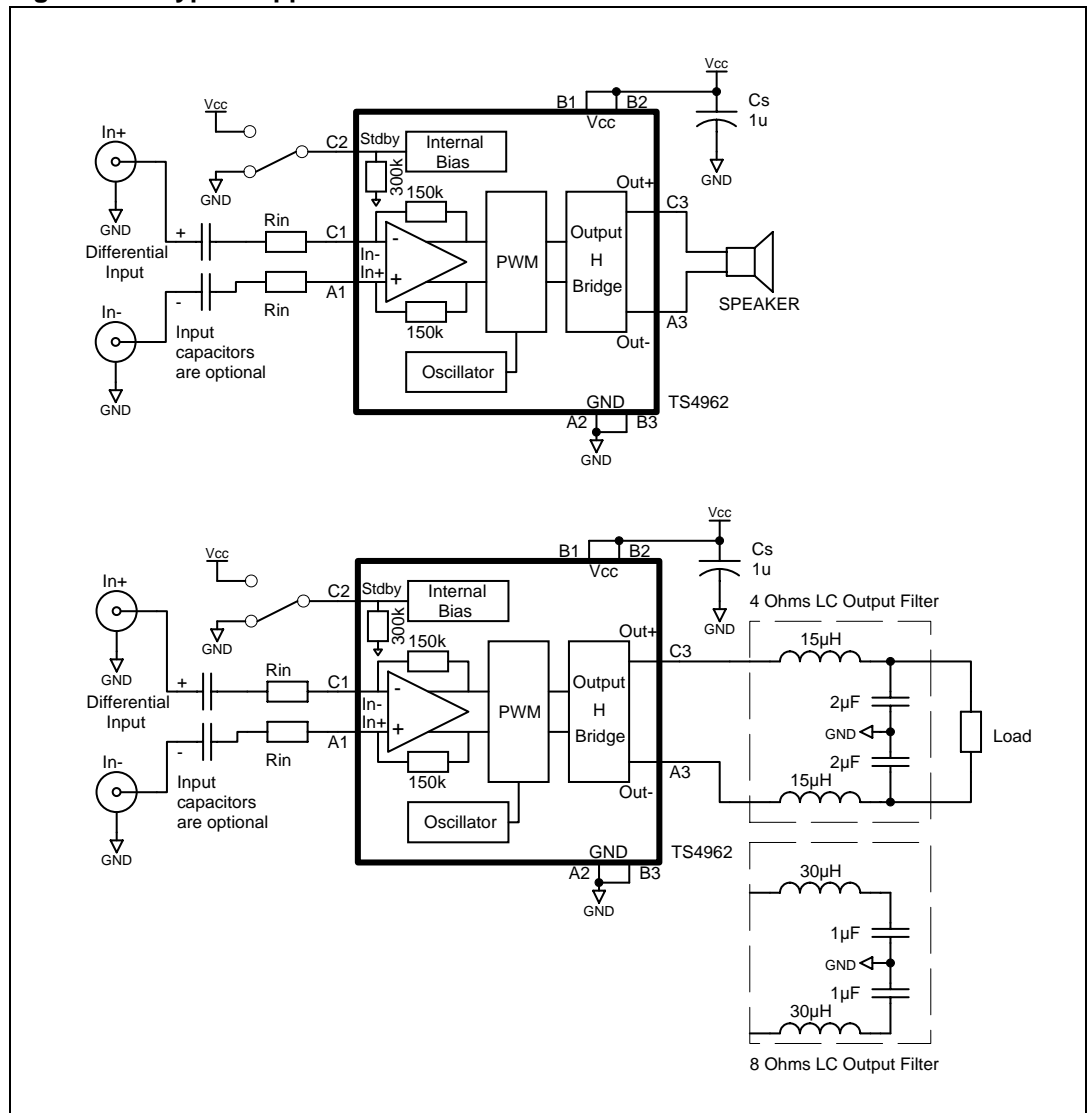 Vcc
B1
B2
Vcc
Cs
1u
GND
Vcc
In+
GND
C2
Stdby
Internal
Bias
300k
GND
150k
Out+
C3
Differential
Input
+
Rin
C1
-
In-
In+
+
PWM
Output
H
Bridge
SPEAKER
In-
-
Rin
A1
150k
A3
Out-
Input
capacitors
are optional
Oscillator
GND
GND
TS4962
A2
B3
GND
Vcc
B1
B2
Vcc
Cs
1u
GND
Vcc
In+
GND
C2
Stdby
Internal
Bias
300k
4 Ohms LC Output Filter
GND
150k
Out+
C3
15µH
Differential
Input
+
Rin
C1
-
In-
In+
+
PWM
Output
H
Bridge
2µF
GND
2µF
Load
In-
-
Rin
A1
150k
A3
Out-
15µH
Input
capacitors
are optional
Oscillator
GND
GND
TS4962
A2
B3
GND
30µH
1µF
GND
1µF
30µH
8 Ohms LC Output Filter